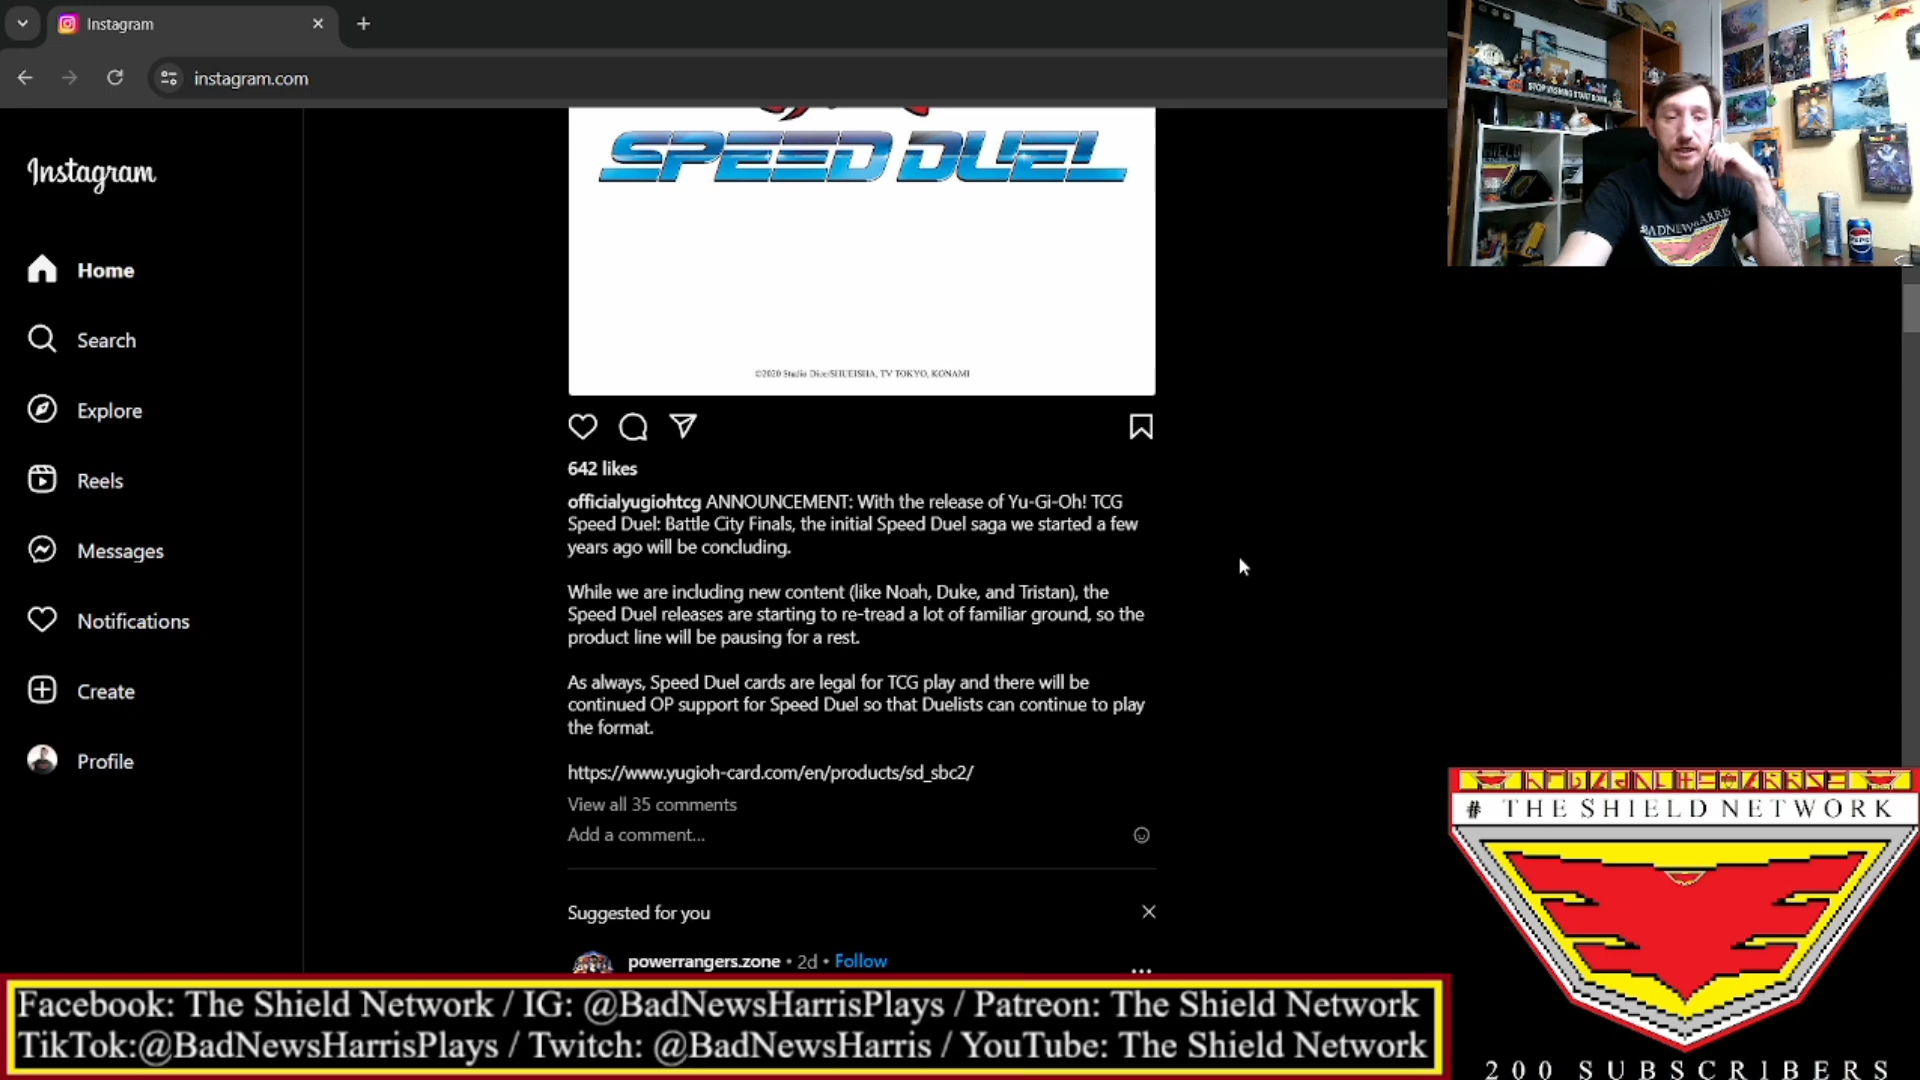 Instagram
instagram.com
Instagram
Home
Search
Explore
Reels
Messages
Notifications
Create
Profile
SPEED DUEL
©2020 Studio Dice/SHUEISHA, TV TOKYO, KONAMI
642 likes
officialyugiohtcg ANNOUNCEMENT: With the release of Yu-Gi-Oh! TCG
Speed Duel: Battle City Finals, the initial Speed Duel saga we started a few
years ago will be concluding.
While we are including new content (like Noah, Duke, and Tristan), the
Speed Duel releases are starting to re-tread a lot of familiar ground, so the
product line will be pausing for a rest.
As always, Speed Duel cards are legal for TCG play and there will be
continued OP support for Speed Duel so that Duelists can continue to play
the format.
https://www.yugioh-card.com/en/products/sd_sbc2/
View all 35 comments
Add a comment...
Suggested for you
powerrangers.zone • 2d • Follow
STOP WISHING START DOING
BADNEWSHARRIS
PEPSI
# THE SHIELD NETWORK
200 SUBSCRIBERS
Facebook: The Shield Network / IG: @BadNewsHarrisPlays / Patreon: The Shield Network
TikTok:@BadNewsHarrisPlays / Twitch: @BadNewsHarris / YouTube: The Shield Network